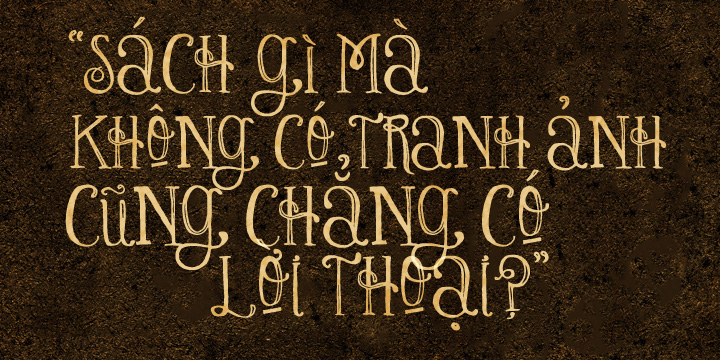 “Sách gì mà
không có tranh ảnh
cũng chẳng có
lời thoại?”